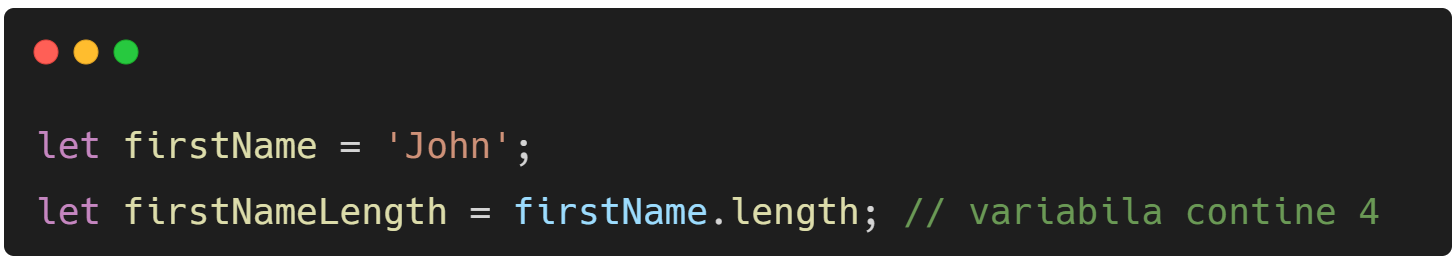 let firstName = 'John';
let firstNameLength = firstName.length; // variabila contine 4